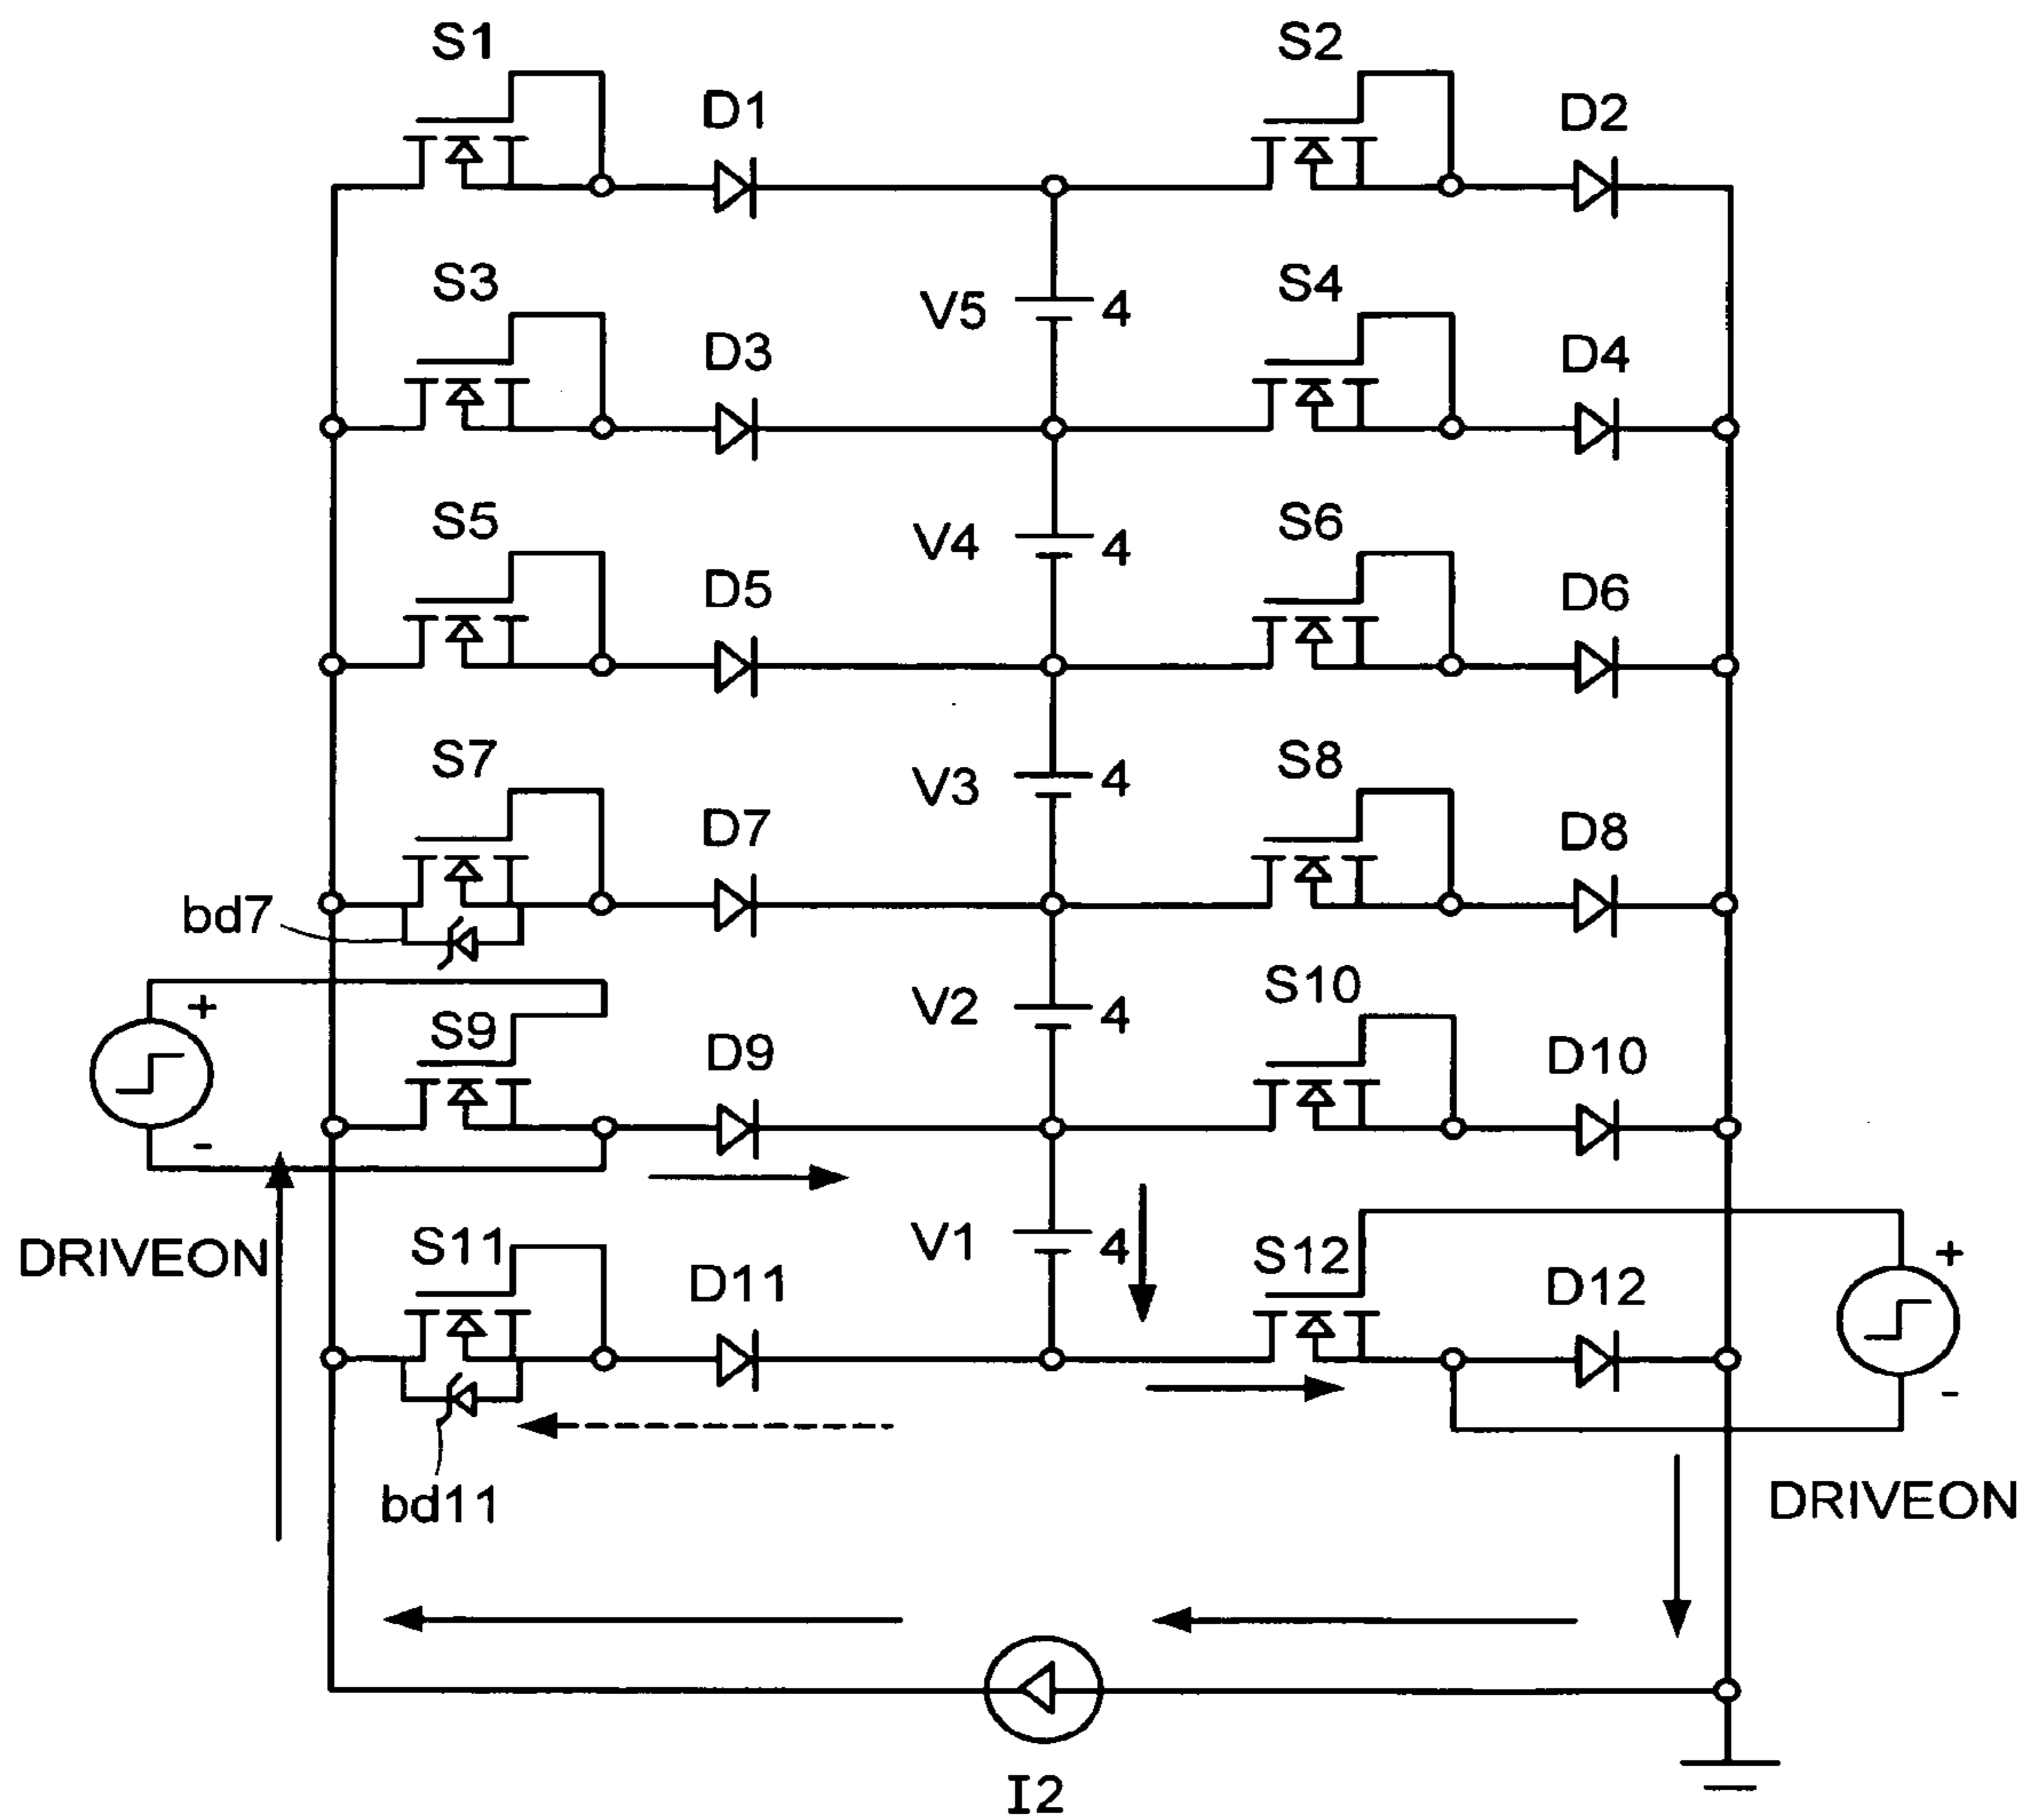 S1
S2
D1
D2
S3
S4
V5
4
D3
D4
S5
S6
V4
4
D5
D6
S7
S8
V3
4
D7
D8
bd7
S10
+
V2
4
S9
D9
D10
-
S11
V1
4
S12
DRIVEON
+
D11
D12
-
bd11
DRIVEON
I2